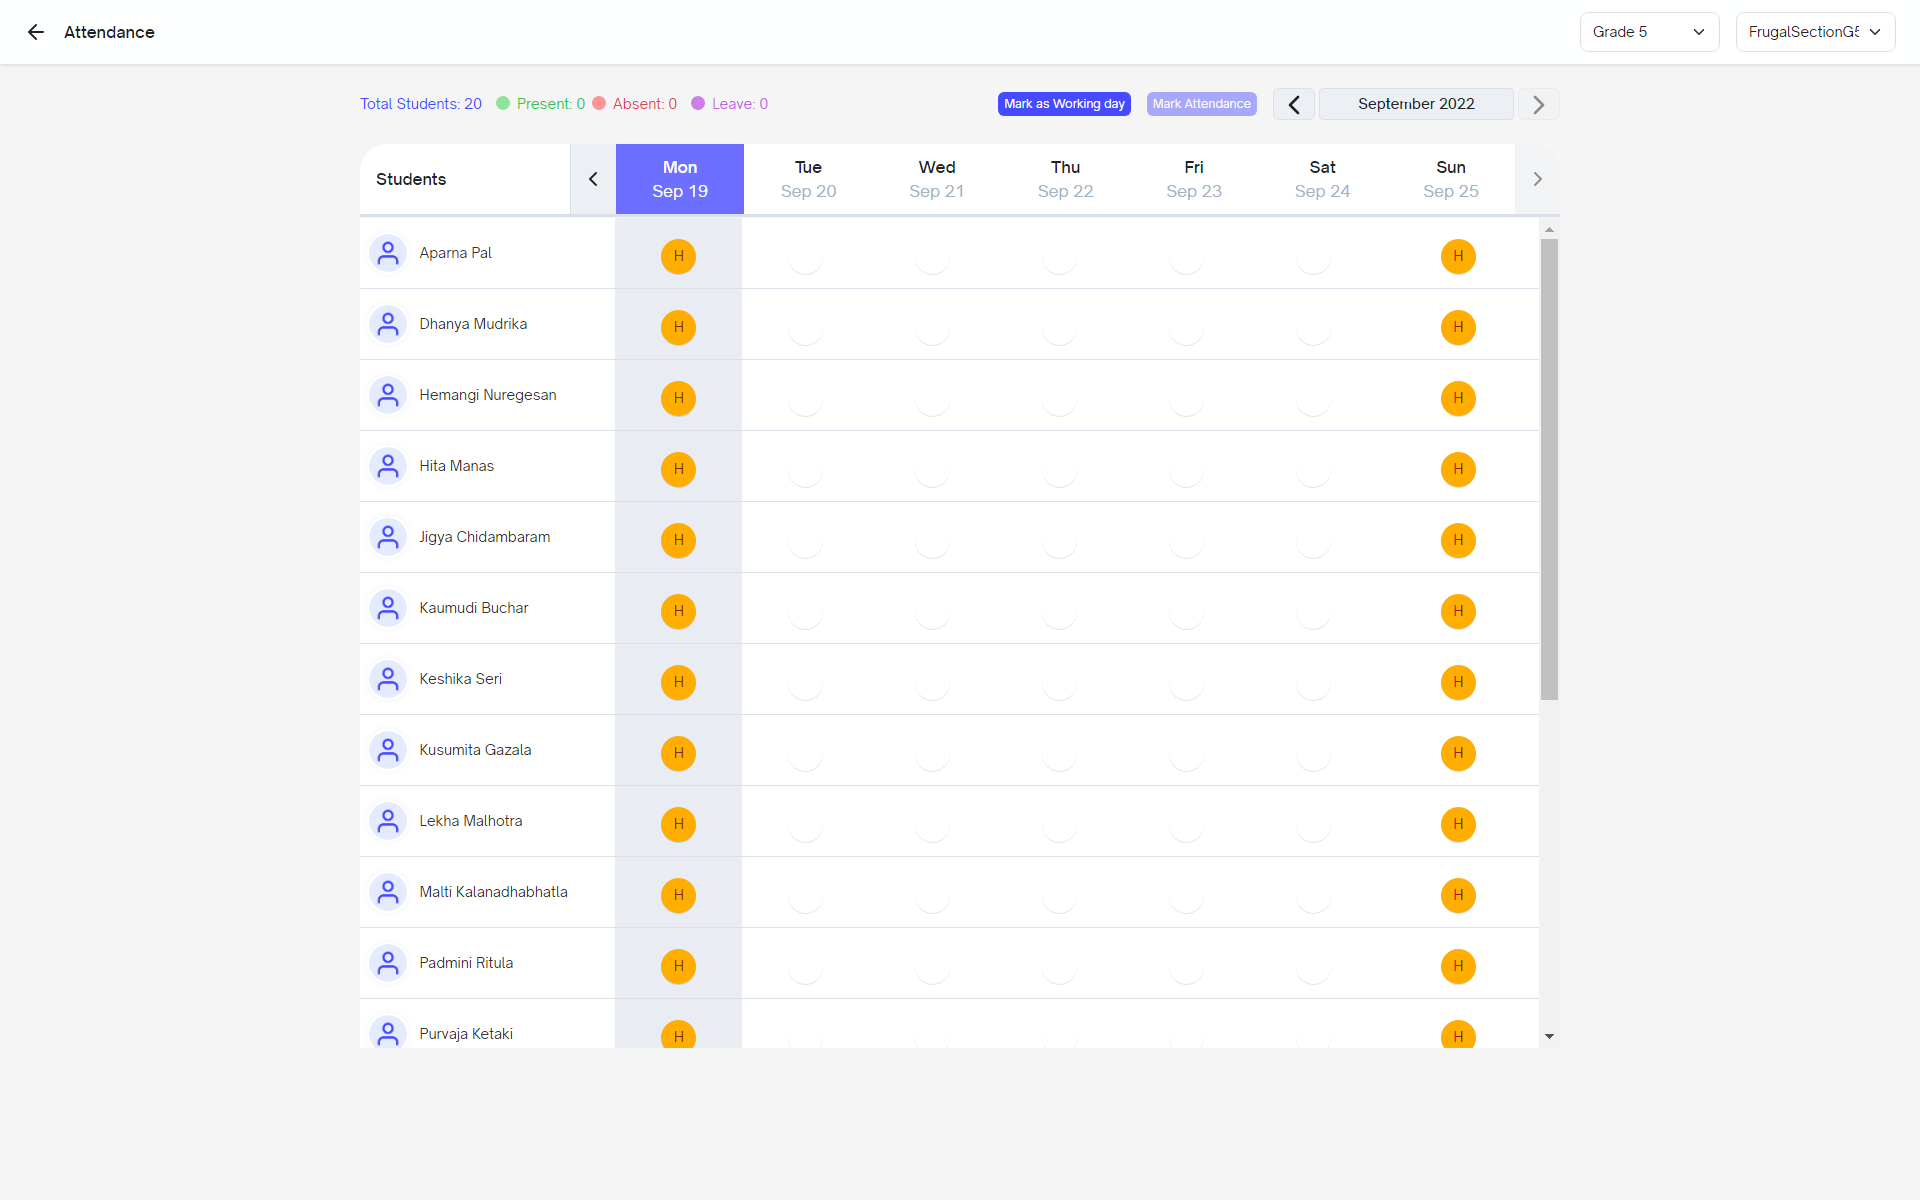 Attendance
Grade 5
FrugalSectionG5
Total Students: 20 Present: 0 Absent: 0 Leave: 0
Mark as Working day
Mark Attendance
September 2022
Students
Mon Tue Wed Thu Fri Sat Sun
Sep 19 Sep 20 Sep 21 Sep 22 Sep 23 Sep 24 Sep 25
Aparna Pal H H
Dhanya Mudrika H H
Hemangi Nuregesan H H
Hita Manas H H
Jigya Chidambaram H H
Kaumudi Buchar H H
Keshika Seri H H
Kusumita Gazala H H
Lekha Malhotra H H
Malti Kalanadhabhatla H H
Padmini Ritula H H
Purvaja Ketaki H H